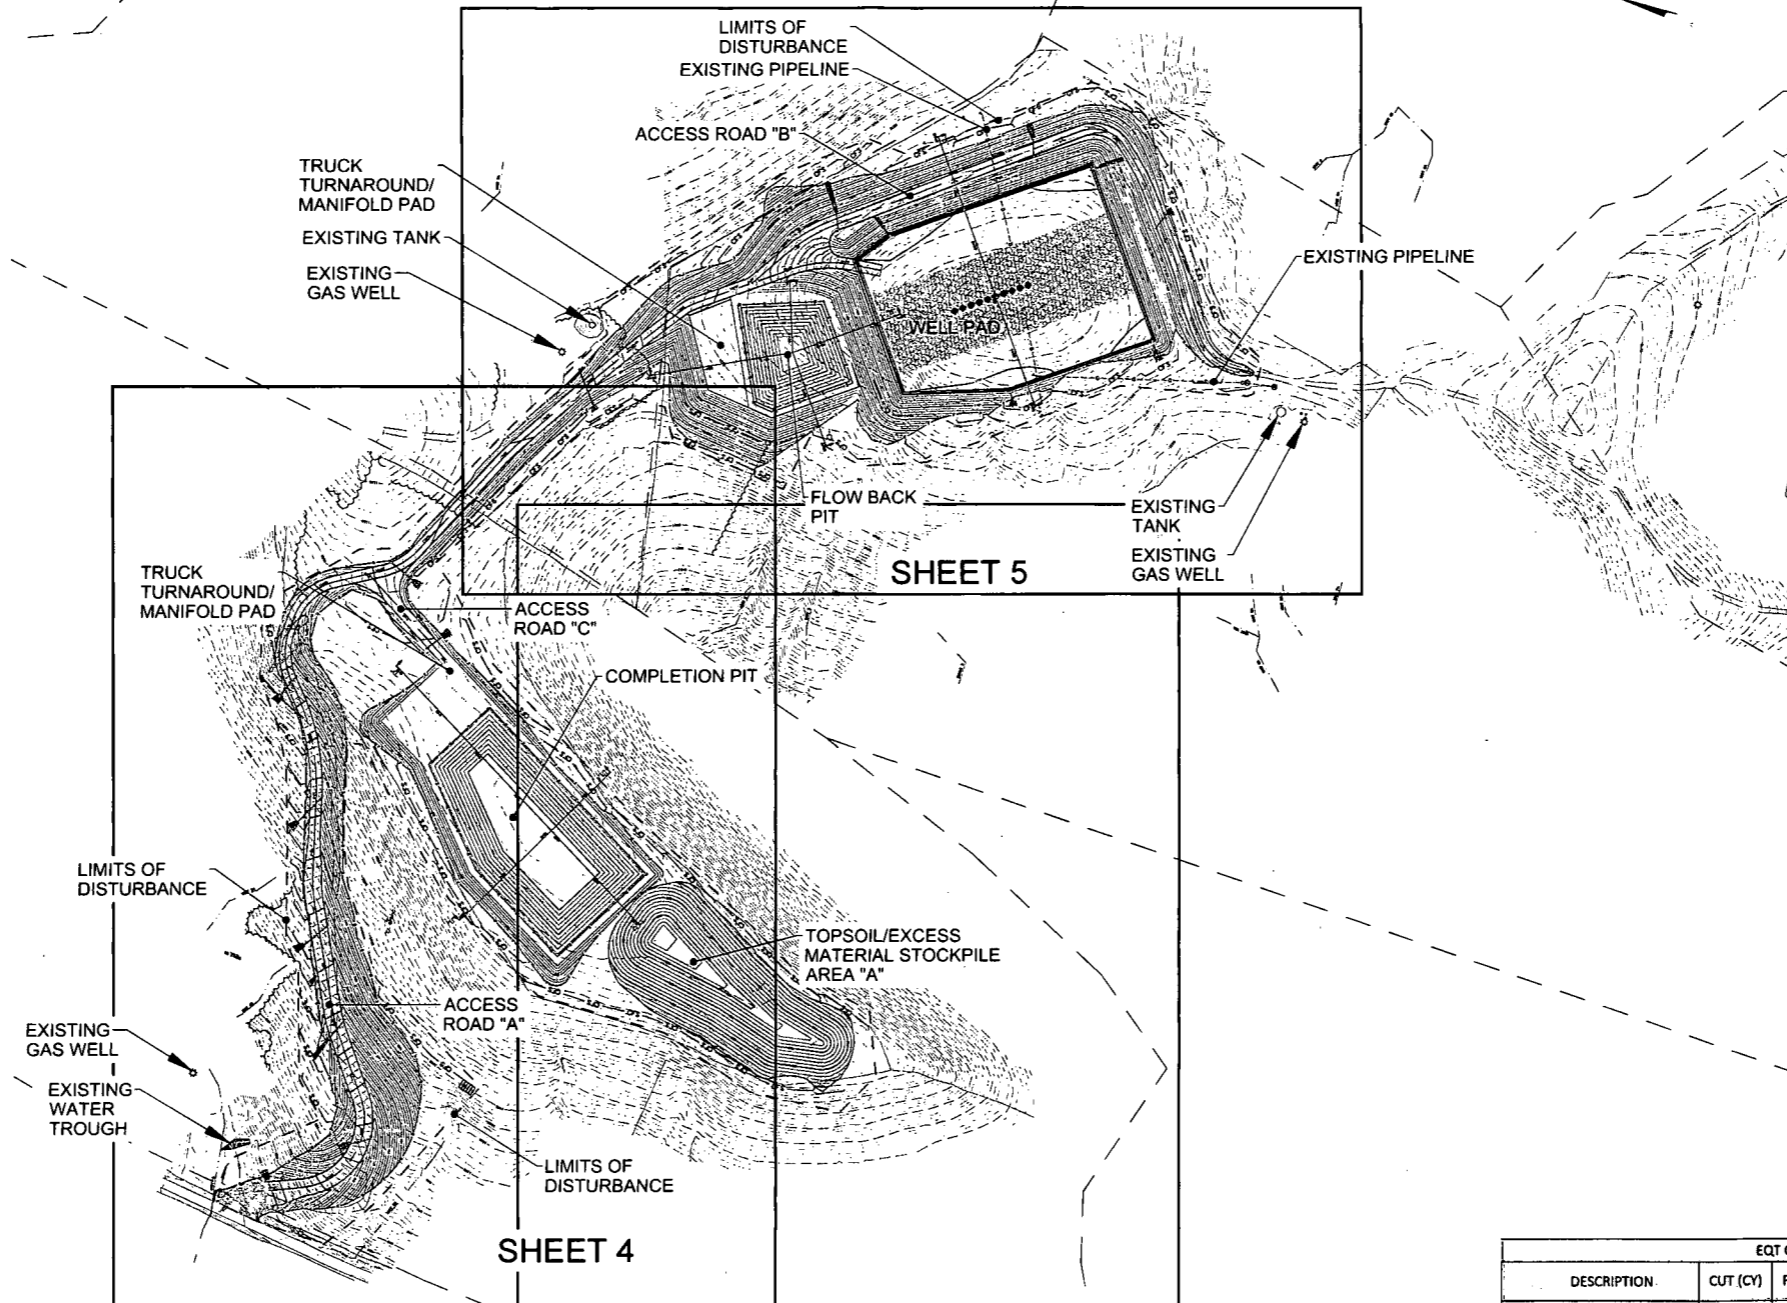 LIMITS OF
DISTURBANCE
EXISTING PIPELINE
ACCESS ROAD "B"
TRUCK
TURNAROUND/
MANIFOLD PAD
EXISTING TANK
EXISTING
GAS WELL
EXISTING PIPELINE
WELL PAD
FLOW BACK
PIT
EXISTING
TANK
EXISTING
GAS WELL
SHEET 5
TRUCK
TURNAROUND/
MANIFOLD PAD
ACCESS
ROAD "C"
COMPLETION PIT
LIMITS OF
DISTURBANCE
TOPSOIL/EXCESS
MATERIAL STOCKPILE
AREA "A"
ACCESS
ROAD "A"
EXISTING
GAS WELL
EXISTING
WATER
TROUGH
LIMITS OF
DISTURBANCE
SHEET 4
EQT
DESCRIPTION
CUT (CY)